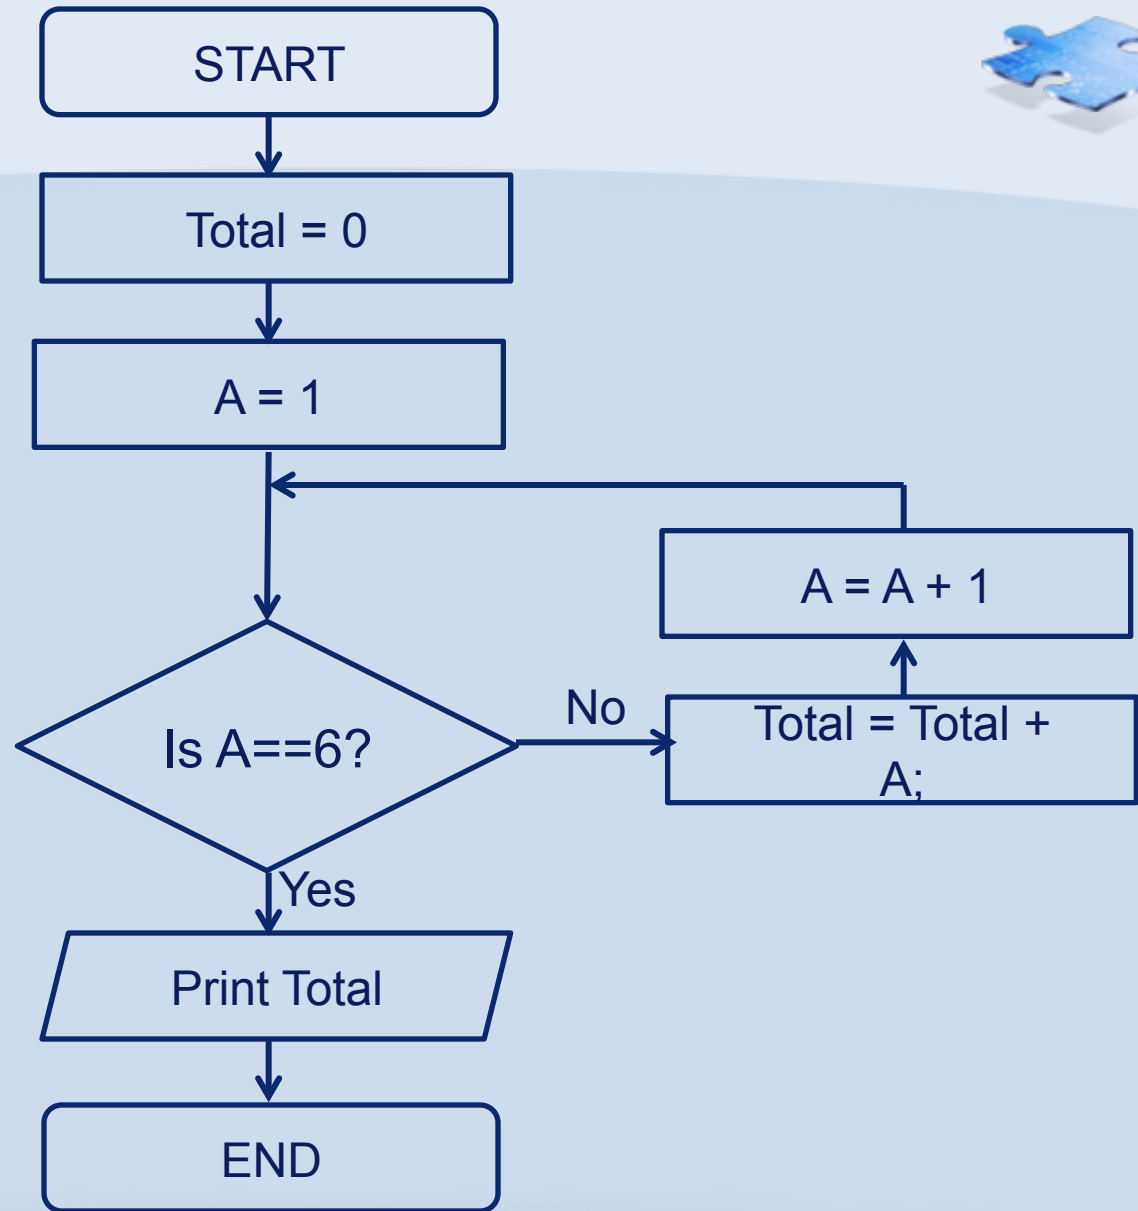 START
Total = 0
A = 1
A = A + 1
Is A==6?
No
Total = Total +
A;
Yes
Print Total
END